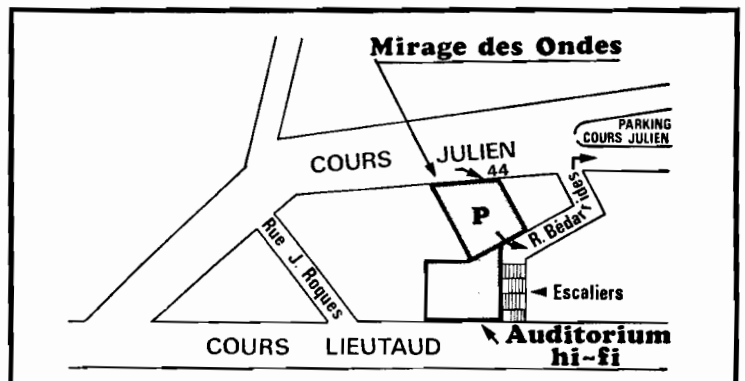 Mirage des Ondes
PARKING
COURS JULIEN
COURS JULIEN
44
P
R. Bédarrides
Rue J. Roques
Escaliers
Auditorium
hi-fi
COURS LIEUTAUD